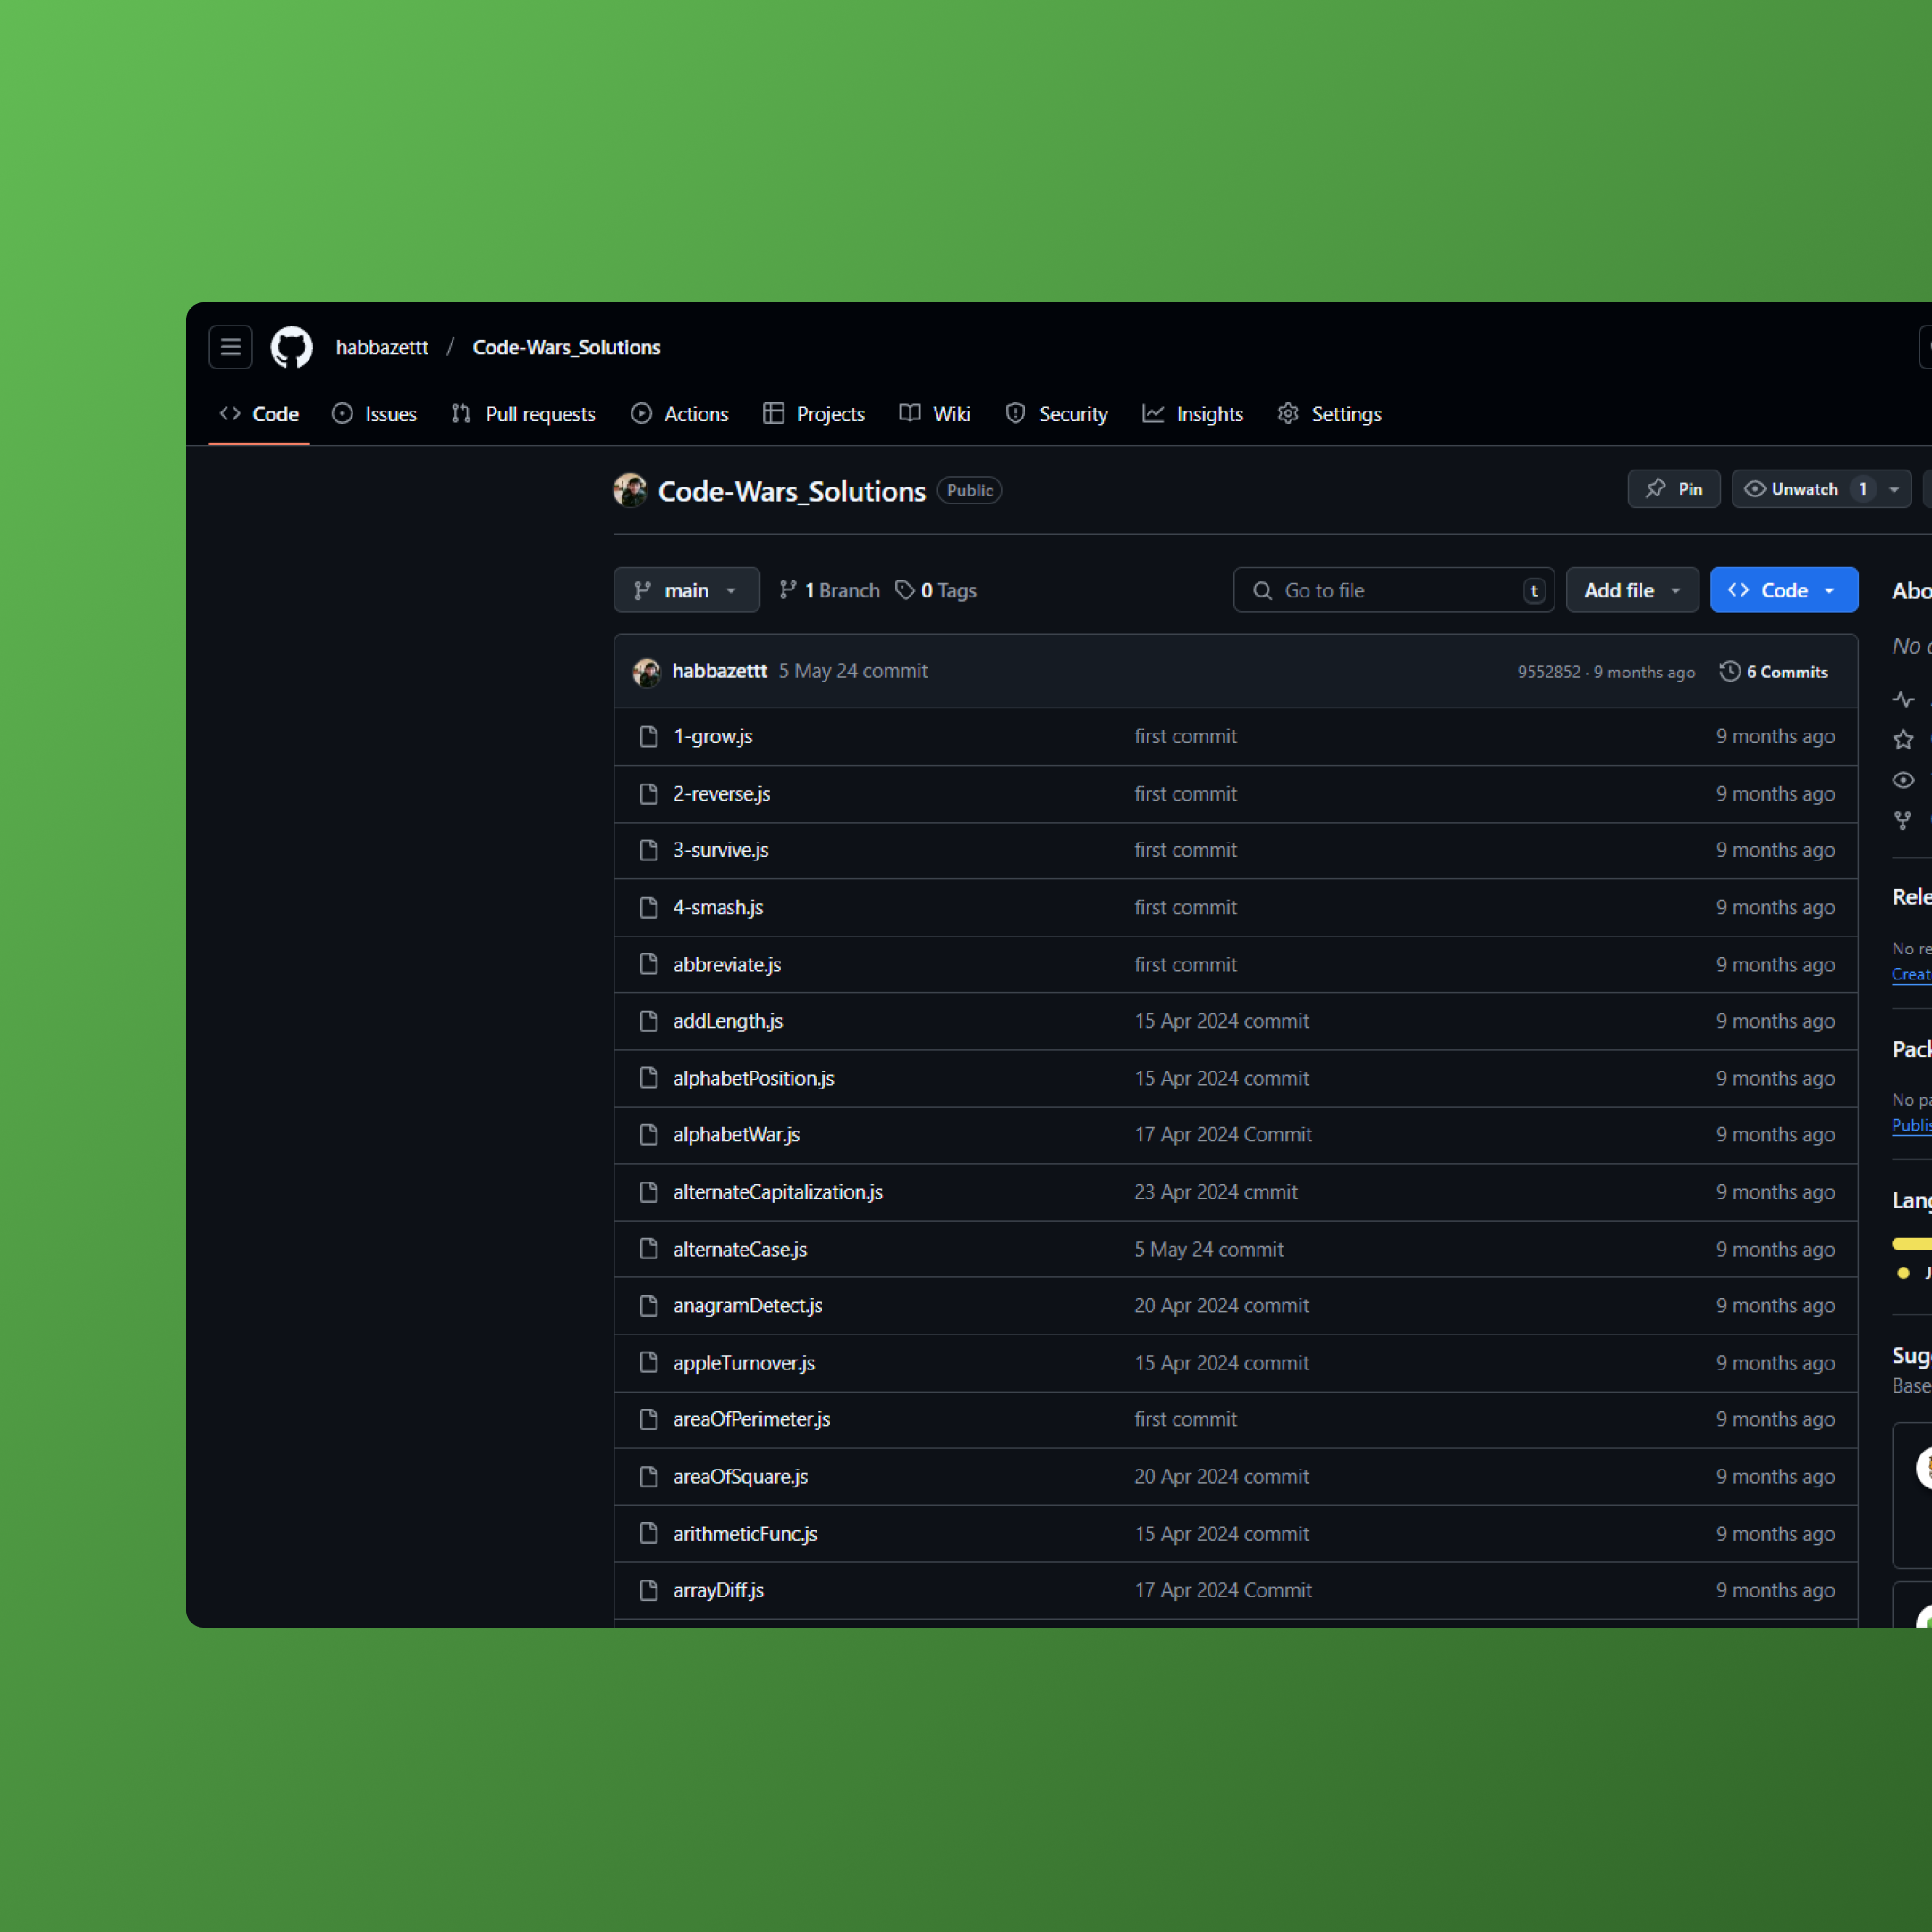 habbazettt / Code-Wars_Solutions
Code Issues Pull requests Actions Projects Wiki Security Insights Settings
Code-Wars_Solutions Public Pin Unwatch 1
main 1 Branch 0 Tags Go to file t Add file Code
habbazettt 5 May 24 commit 9552852 · 9 months ago 6 Commits
1-grow.js first commit 9 months ago
2-reverse.js first commit 9 months ago
3-survive.js first commit 9 months ago
4-smash.js first commit 9 months ago
abbreviate.js first commit 9 months ago
addLength.js 15 Apr 2024 commit 9 months ago
alphabetPosition.js 15 Apr 2024 commit 9 months ago
alphabetWar.js 17 Apr 2024 Commit 9 months ago
alternateCapitalization.js 23 Apr 2024 cmmit 9 months ago
alternateCase.js 5 May 24 commit 9 months ago
anagramDetect.js 20 Apr 2024 commit 9 months ago
appleTurnover.js 15 Apr 2024 commit 9 months ago
areaOfPerimeter.js first commit 9 months ago
areaOfSquare.js 20 Apr 2024 commit 9 months ago
arithmeticFunc.js 15 Apr 2024 commit 9 months ago
arrayDiff.js 17 Apr 2024 Commit 9 months ago
Abo
No
Rele
No re
Creat
Pack
No pa
Publis
Lang
Sug
Base